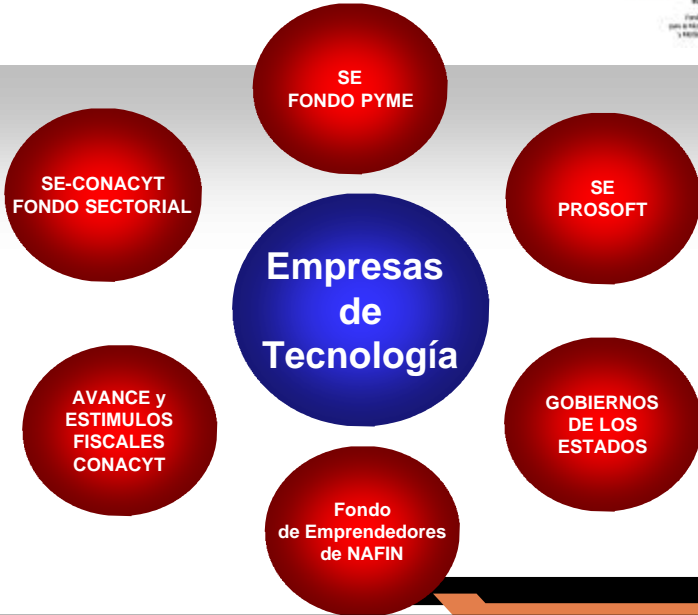 SE
FONDO PYME
SE-CONACYT
FONDO SECTORIAL
SE
PROSOFT
Empresas
de
Tecnología
AVANCE y
ESTIMULOS
FISCALES
CONACYT
GOBIERNOS
DE LOS
ESTADOS
Fondo
de Emprendedores
de NAFIN